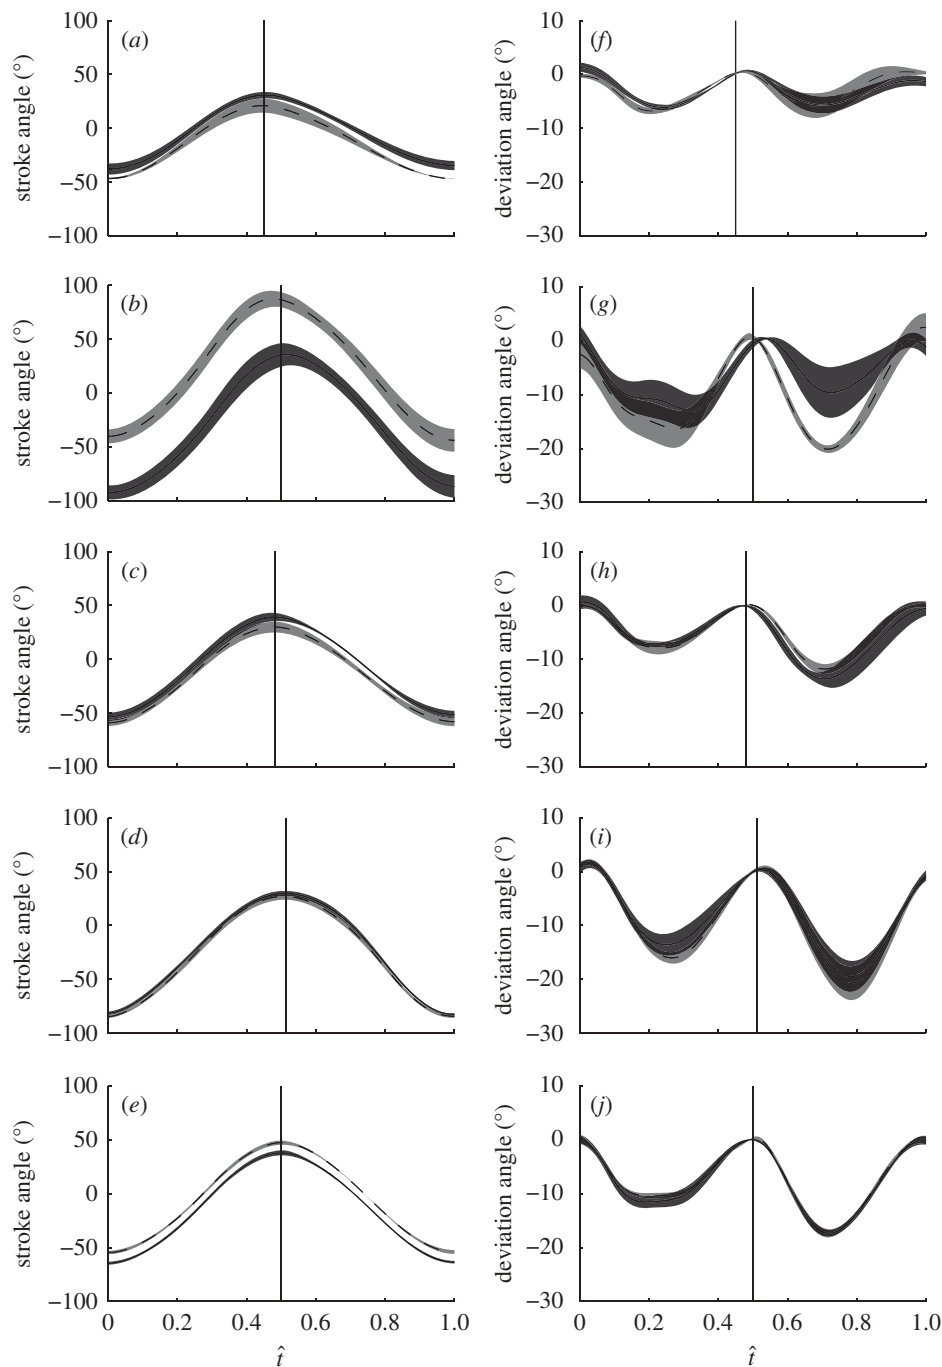 100
50
0
−50
−100
stroke angle (°)
(a)
10
0
−10
−20
−30
deviation angle (°)
(f)
100
50
0
−50
−100
stroke angle (°)
(b)
10
0
−10
−20
−30
deviation angle (°)
(g)
100
50
0
−50
−100
stroke angle (°)
(c)
10
0
−10
−20
−30
deviation angle (°)
(h)
100
50
0
−50
−100
stroke angle (°)
(d)
10
0
−10
−20
−30
deviation angle (°)
(i)
100
50
0
−50
−100
stroke angle (°)
(e)
0 0.2 0.4 0.6 0.8 1.0
t̂
10
0
−10
−20
−30
deviation angle (°)
(j)
0 0.2 0.4 0.6 0.8 1.0
t̂